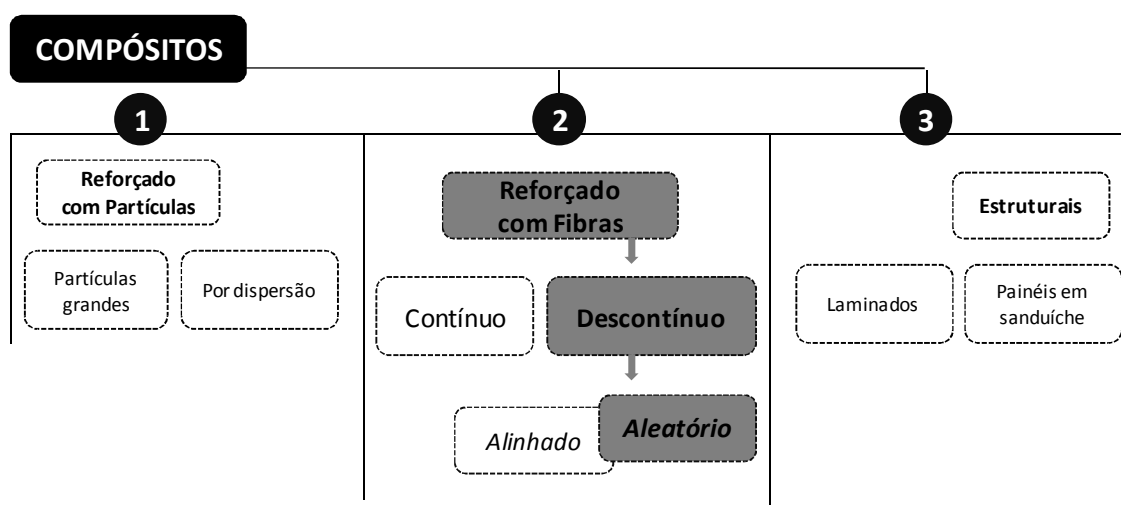 COMPÓSITOS
1
2
3
Reforçado
com Partículas
Partículas
grandes
Por dispersão
Reforçado
com Fibras
Contínuo
Descontínuo
Alinhado
Aleatório
Estruturais
Laminados
Painéis em
sanduíche